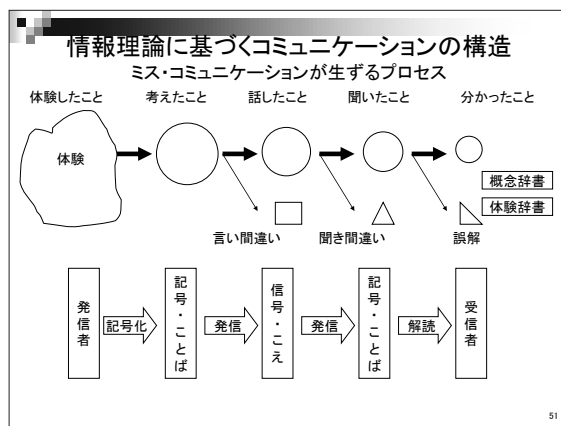 情報理論に基づくコミュニケーションの構造
ミス・コミュニケーションが生ずるプロセス
体験したこと 考えたこと 話したこと 聞いたこと 分かったこと
体験
概念辞書
体験辞書
言い間違い 聞き間違い 誤解
発信者
記号化
記号・ことば
発信
信号・こえ
発信
記号・ことば
解読
受信者
51